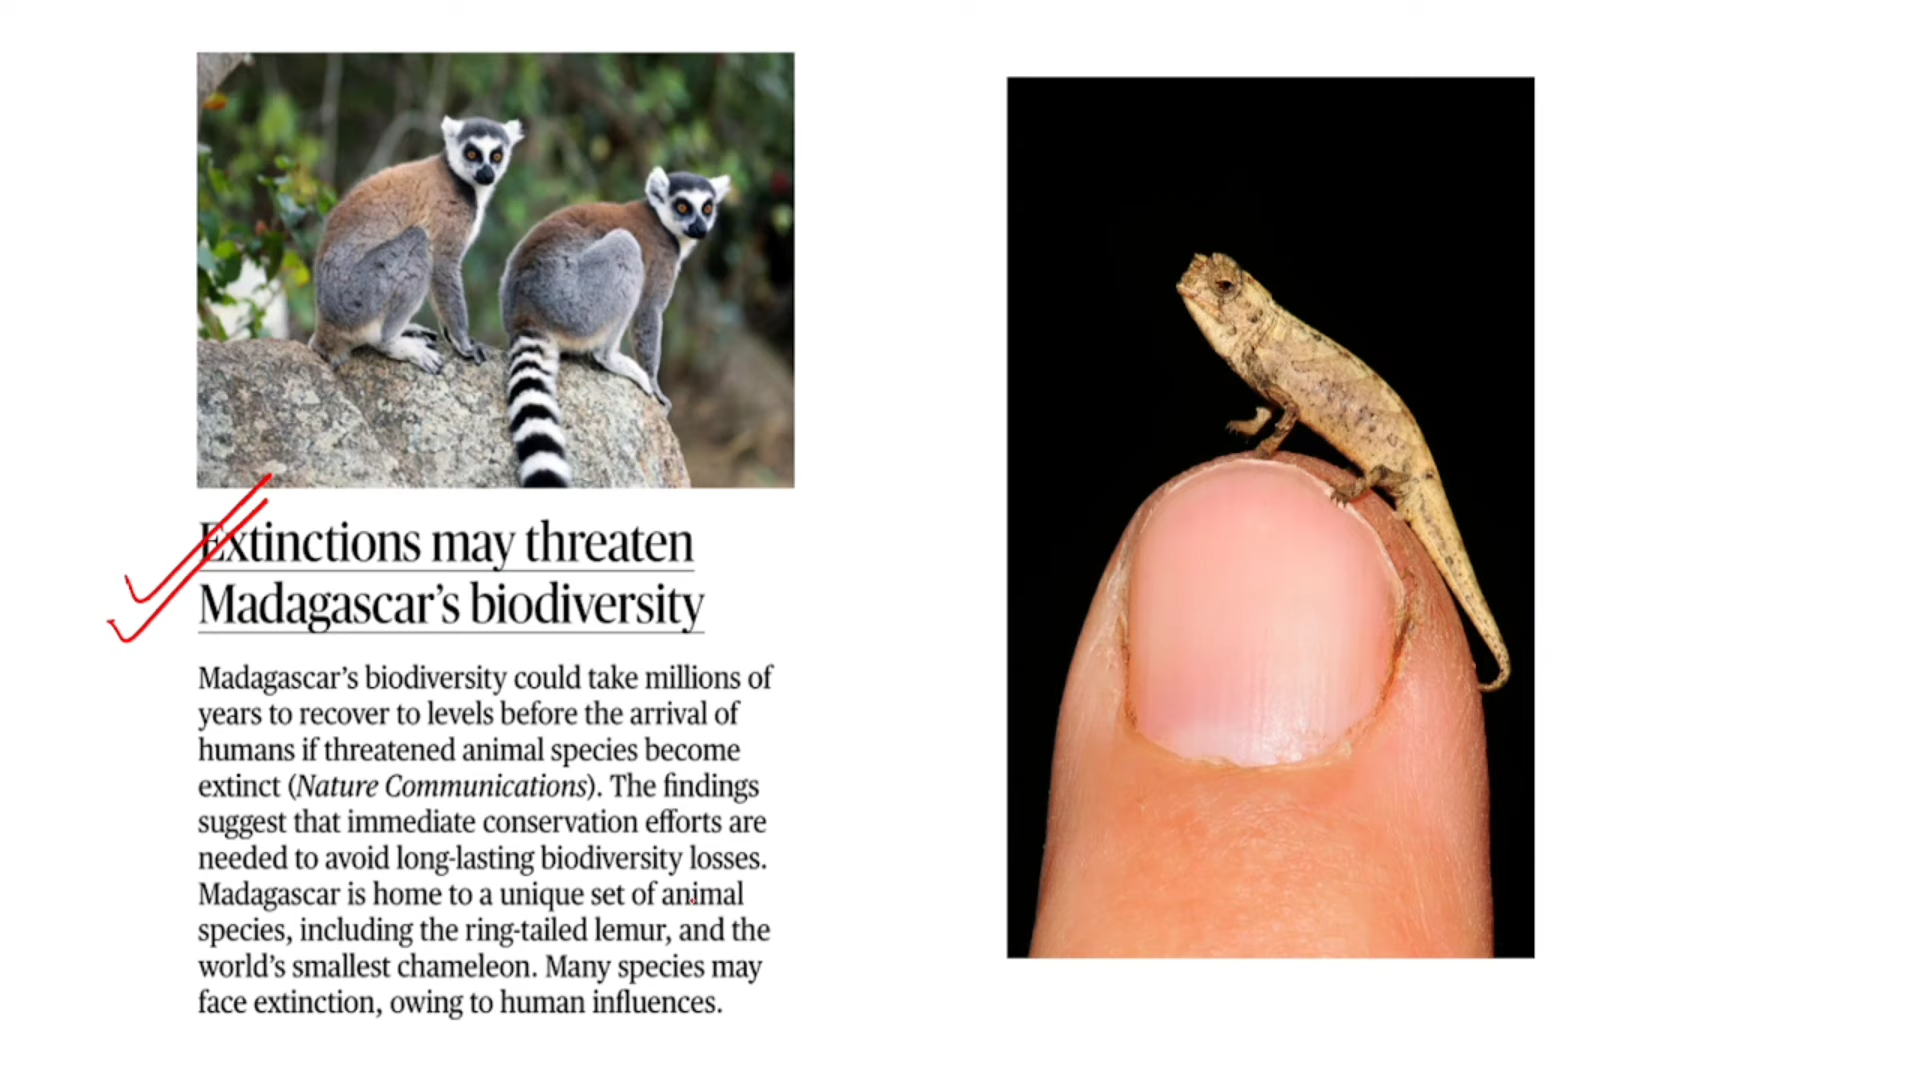 Extinctions may threaten
Madagascar’s biodiversity
Madagascar’s biodiversity could take millions of
years to recover to levels before the arrival of
humans if threatened animal species become
extinct (Nature Communications). The findings
suggest that immediate conservation efforts are
needed to avoid long-lasting biodiversity losses.
Madagascar is home to a unique set of animal
species, including the ring-tailed lemur, and the
world’s smallest chameleon. Many species may
face extinction, owing to human influences.